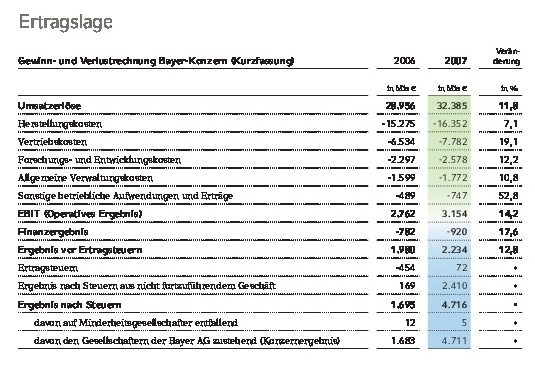 Ertragslage
Gewinn- und Verlustrechnung Bayer-Konzern (Kurzfassung) 2006 2007 Verän-
derung
in Mio € in Mio € in %
Umsatzerlöse 28.956 32.385 11,8
Herstellungskosten -15.275 -16.352 7,1
Vertriebskosten -6.534 -7.782 19,1
Forschungs- und Entwicklungskosten -2.297 -2.578 12,2
Allgemeine Verwaltungskosten -1.599 -1.772 10,8
Sonstige betriebliche Aufwendungen und Erträge -489 -747 52,8
EBIT (Operatives Ergebnis) 2.762 3.154 14,2
Finanzergebnis -782 -920 17,6
Ergebnis vor Ertragsteuern 1.980 2.234 12,8
Ertragsteuern -454 72 •
Ergebnis nach Steuern aus nicht fortzuführendem Geschäft 169 2.410 •
Ergebnis nach Steuern 1.695 4.716 •
davon auf Minderheitsgesellschafter entfallend 12 5 •
davon den Gesellschaftern der Bayer AG zustehend (Konzernergebnis) 1.683 4.711 •